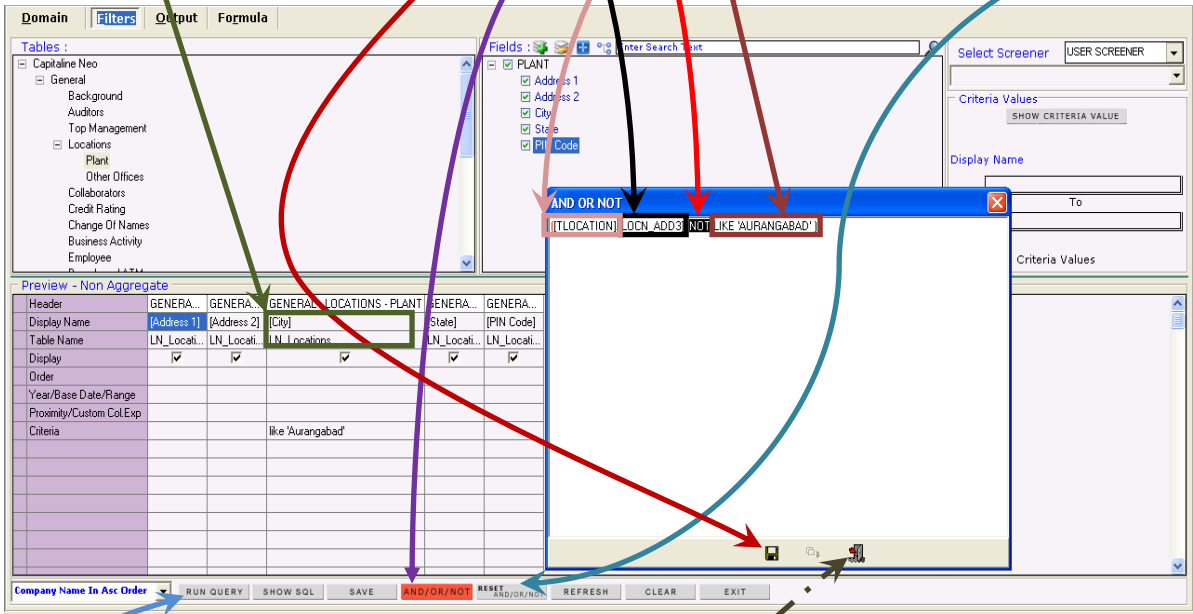 Domain Filters Output Formula
Tables :
Capitaline Neo
General
Background
Auditors
Top Management
Locations
Plant
Other Offices
Collaborators
Credit Rating
Change Of Names
Business Activity
Employee
Fields : Enter Search Text
PLANT
Address 1
Address 2
City
State
PIN Code
Select Screener USER SCREENER
Criteria Values
SHOW CRITERIA VALUE
Display Name
To
Criteria Values
AND OR NOT
([TLOCATION]. LOCN_ADD3] NOT LIKE 'AURANGABAD' )
Preview - Non Aggregate
Header GENERA... GENERA... GENERAL - LOCATIONS - PLANT GENERA... GENERA...
Display Name [Address 1] [Address 2] [City] [State] [PIN Code]
Table Name LN_Locati... LN_Locati... LN_Locations LN_Locati... LN_Locati...
Display
Order
Year/Base Date/Range
Proximity/Custom Col.Exp
Criteria like 'Aurangabad'
Company Name In Asc Order RUN QUERY SHOW SQL SAVE AND/OR/NOT RESET AND/OR/NOT REFRESH CLEAR EXIT